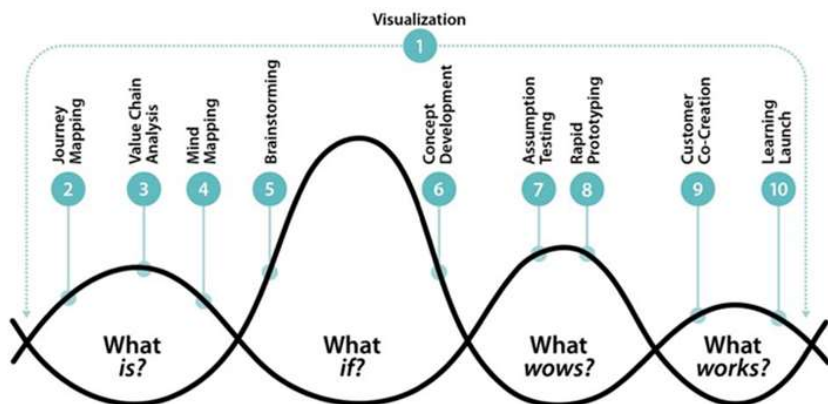 Visualization
1
Journey
Mapping
2
Value Chain
Analysis
3
Mind
Mapping
4
Brainstorming
5
Concept
Development
6
Assumption
Testing
7
Rapid
Prototyping
8
Customer
Co-Creation
9
Learning
Launch
10
What
is?
What
if?
What
wows?
What
works?